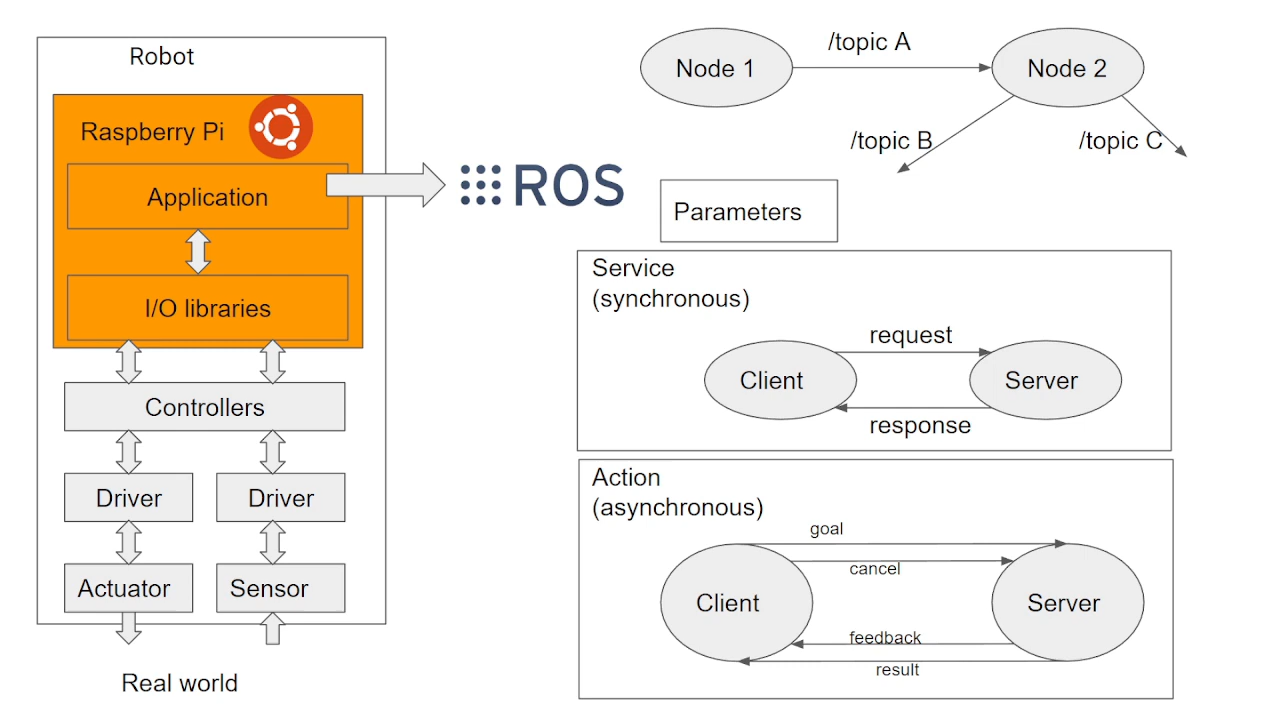 Robot
Raspberry Pi
Application
I/O libraries
Controllers
Driver
Driver
Actuator
Sensor
Real world
ROS
Node 1
/topic A
Node 2
/topic B
/topic C
Parameters
Service
(synchronous)
request
Client
Server
response
Action
(asynchronous)
goal
cancel
Client
Server
feedback
result